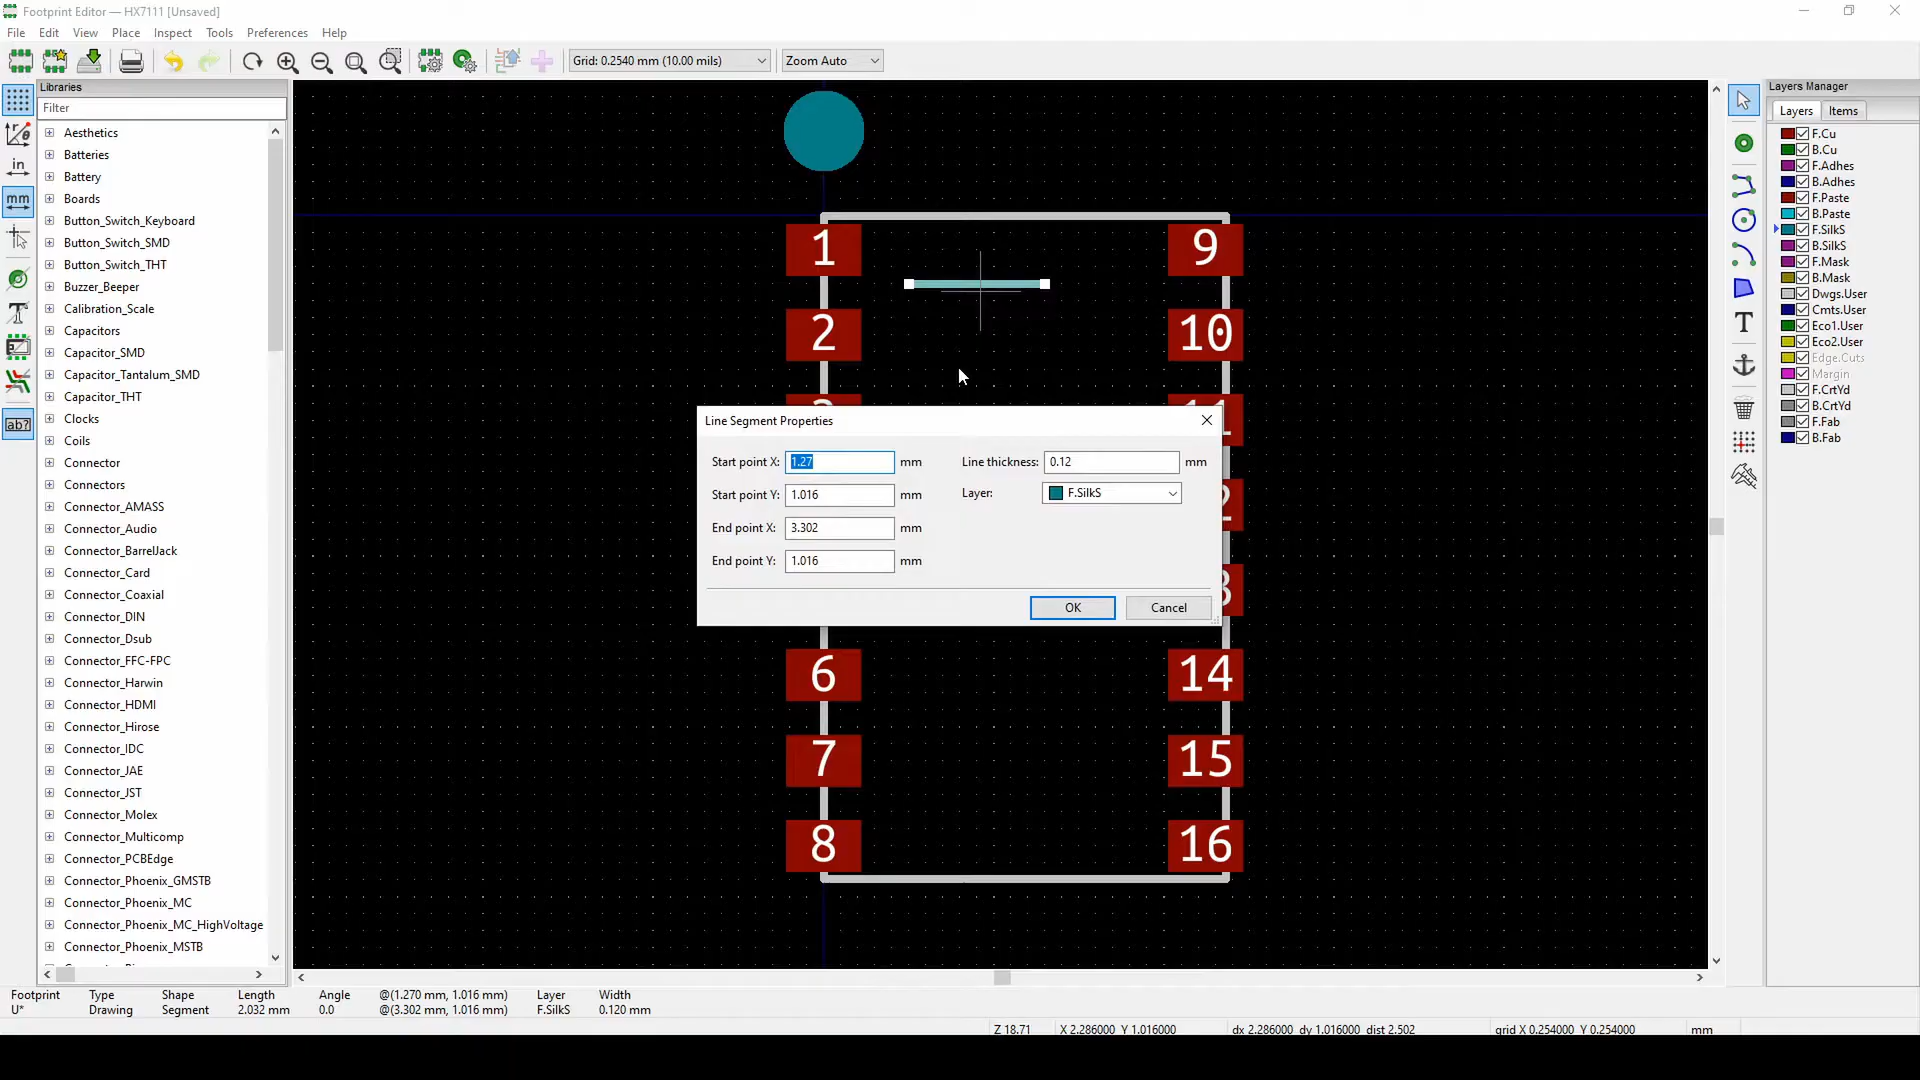 Footprint Editor — HX7111 [Unsaved]
File Edit View Place Inspect Tools Preferences Help
Grid: 0.2540 mm (10.00 mils) Zoom Auto
Libraries
Filter
Aesthetics
Batteries
Battery
Boards
Button_Switch_Keyboard
Button_Switch_SMD
Button_Switch_THT
Buzzer_Beeper
Calibration_Scale
Capacitors
Capacitor_SMD
Capacitor_Tantalum_SMD
Capacitor_THT
Clocks
Coils
Connector
Connectors
Connector_AMASS
Connector_Audio
Connector_BarrelJack
Connector_Card
Connector_Coaxial
Connector_DIN
Connector_Dsub
Connector_FFC-FPC
Connector_Harwin
Connector_HDMI
Connector_Hirose
Connector_IDC
Connector_JAE
Connector_JST
Connector_Molex
Connector_Multicomp
Connector_PCBEdge
Connector_Phoenix_GMSTB
Connector_Phoenix_MC
Connector_Phoenix_MC_HighVoltage
Connector_Phoenix_MSTB
in
mm
ab?
1 9
2 10
Line Segment Properties
Start point X: 1.27 mm Line thickness: 0.12 mm
Start point Y: 1.016 mm Layer: F.SilkS
End point X: 3.302 mm
End point Y: 1.016 mm
OK Cancel
6 14
7 15
8 16
Layers Manager
Layers Items
F.Cu
B.Cu
F.Adhes
B.Adhes
F.Paste
B.Paste
F.SilkS
B.SilkS
F.Mask
B.Mask
Dwgs.User
Cmts.User
Eco1.User
Eco2.User
Edge.Cuts
Margin
F.CrtYd
B.CrtYd
F.Fab
B.Fab
Footprint Type Shape Length Angle @(1.270 mm, 1.016 mm) Layer Width
U* Drawing Segment 2.032 mm 0.0 @(3.302 mm, 1.016 mm) F.SilkS 0.120 mm
Z 18.71 X 2.286000 Y 1.016000 dx 2.286000 dy 1.016000 dist 2.502 grid X 0.254000 Y 0.254000 mm